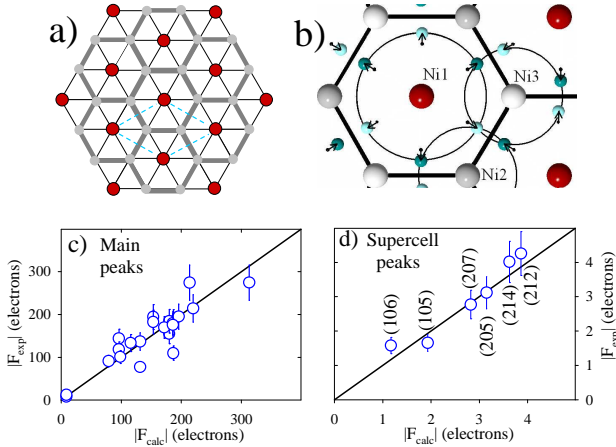 a)
b)
Ni1
Ni3
Ni2
c)
Main
peaks
|F_exp| (electrons)
400
300
200
100
0
0
100
200
300
|F_calc| (electrons)
d)
Supercell
peaks
(106)
(105)
(207)
(205)
(214)
(212)
4
3
2
1
0
0
1
2
3
4
|F_calc| (electrons)
|F_exp| (electrons)